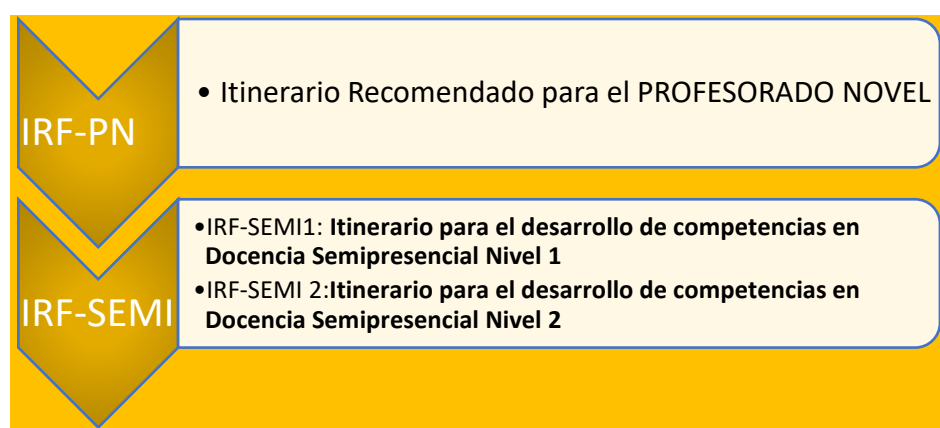 IRF-PN
• Itinerario Recomendado para el PROFESORADO NOVEL
IRF-SEMI
•IRF-SEMI1: Itinerario para el desarrollo de competencias en
Docencia Semipresencial Nivel 1
•IRF-SEMI 2:Itinerario para el desarrollo de competencias en
Docencia Semipresencial Nivel 2